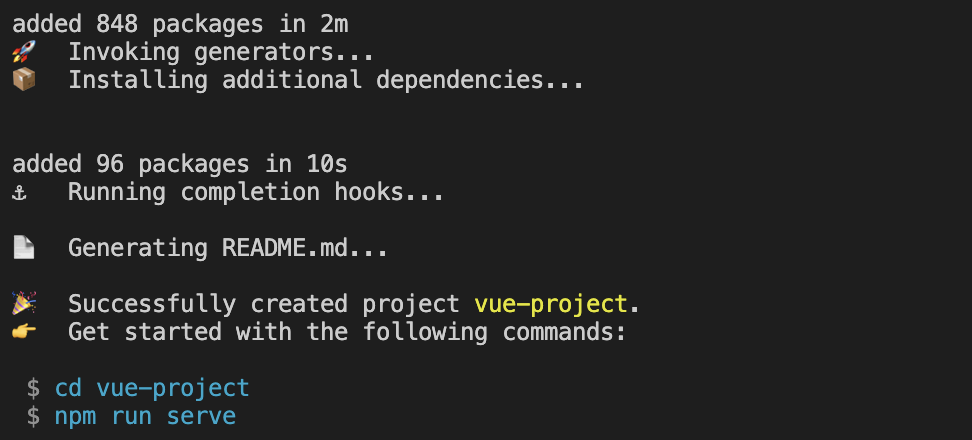 added 848 packages in 2m
🚀  Invoking generators...
📦  Installing additional dependencies...
added 96 packages in 10s
⚓  Running completion hooks...
📄  Generating README.md...
🎉  Successfully created project vue-project.
👉  Get started with the following commands:
$ cd vue-project
$ npm run serve